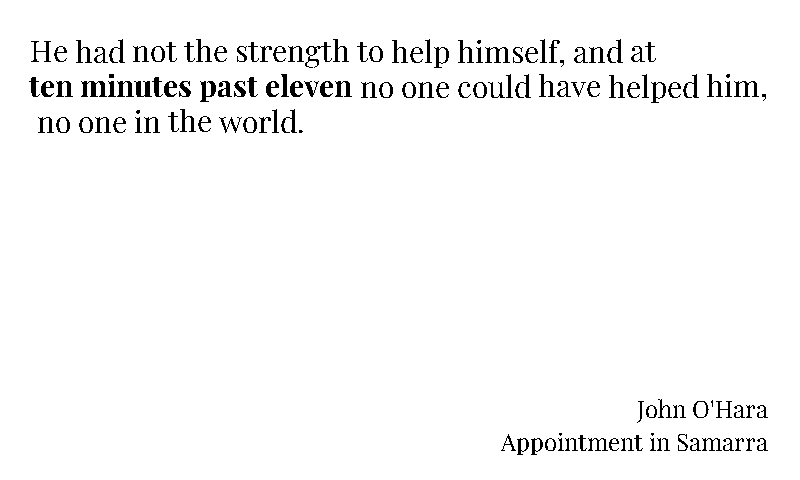 He had not the strength to help himself, and at
ten minutes past eleven no one could have helped him,
no one in the world.
John O'Hara
Appointment in Samarra